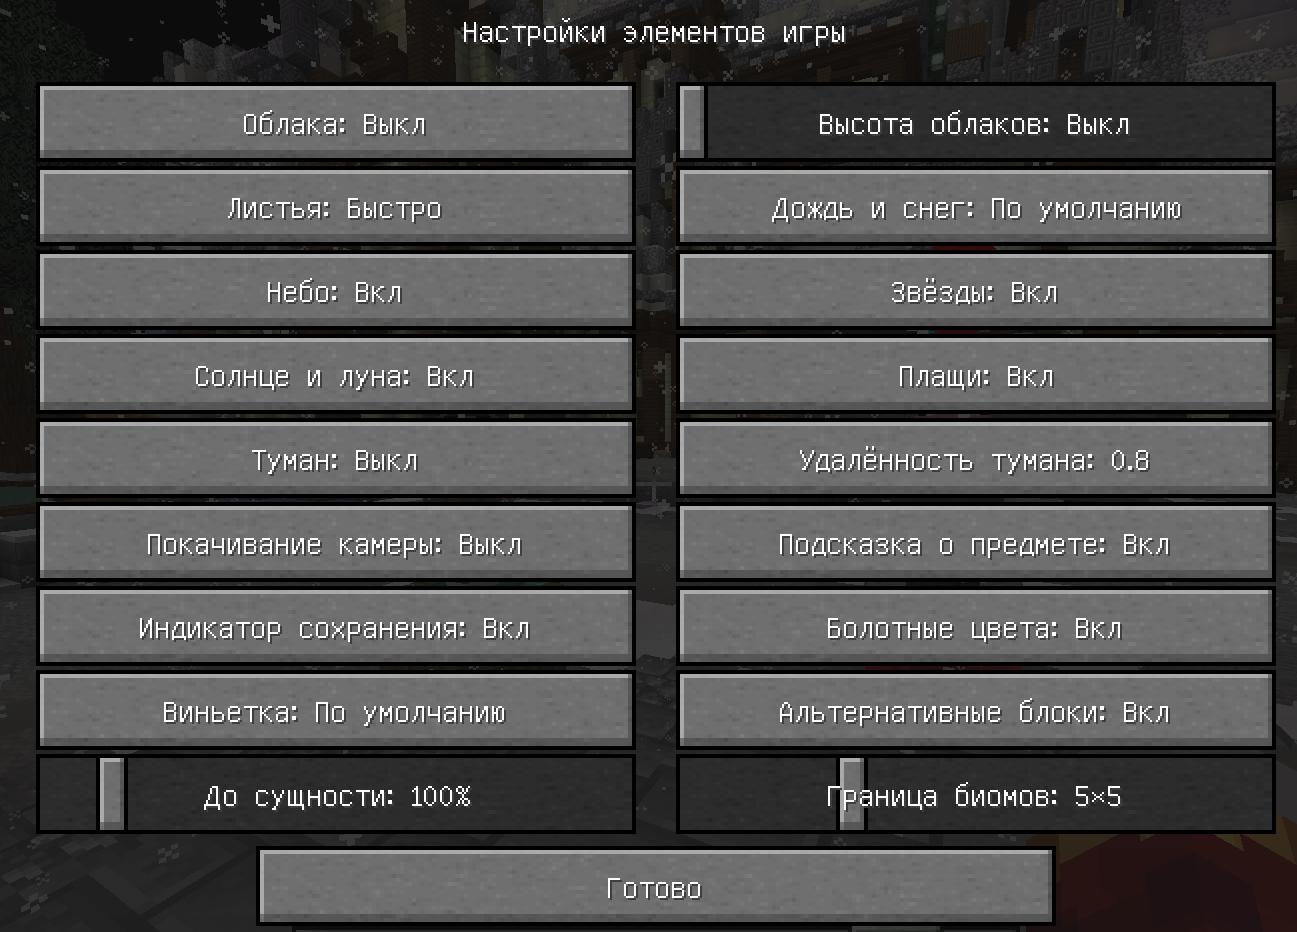 Настройки элементов игры
Облака: Выкл
Высота облаков: Выкл
Листья: Быстро
Дождь и снег: По умолчанию
Небо: Вкл
Звёзды: Вкл
Солнце и луна: Вкл
Плащи: Вкл
Туман: Выкл
Удалённость тумана: 0.8
Покачивание камеры: Выкл
Подсказка о предмете: Вкл
Индикатор сохранения: Вкл
Болотные цвета: Вкл
Виньетка: По умолчанию
Альтернативные блоки: Вкл
До сущности: 100%
Граница биомов: 5×5
Готово